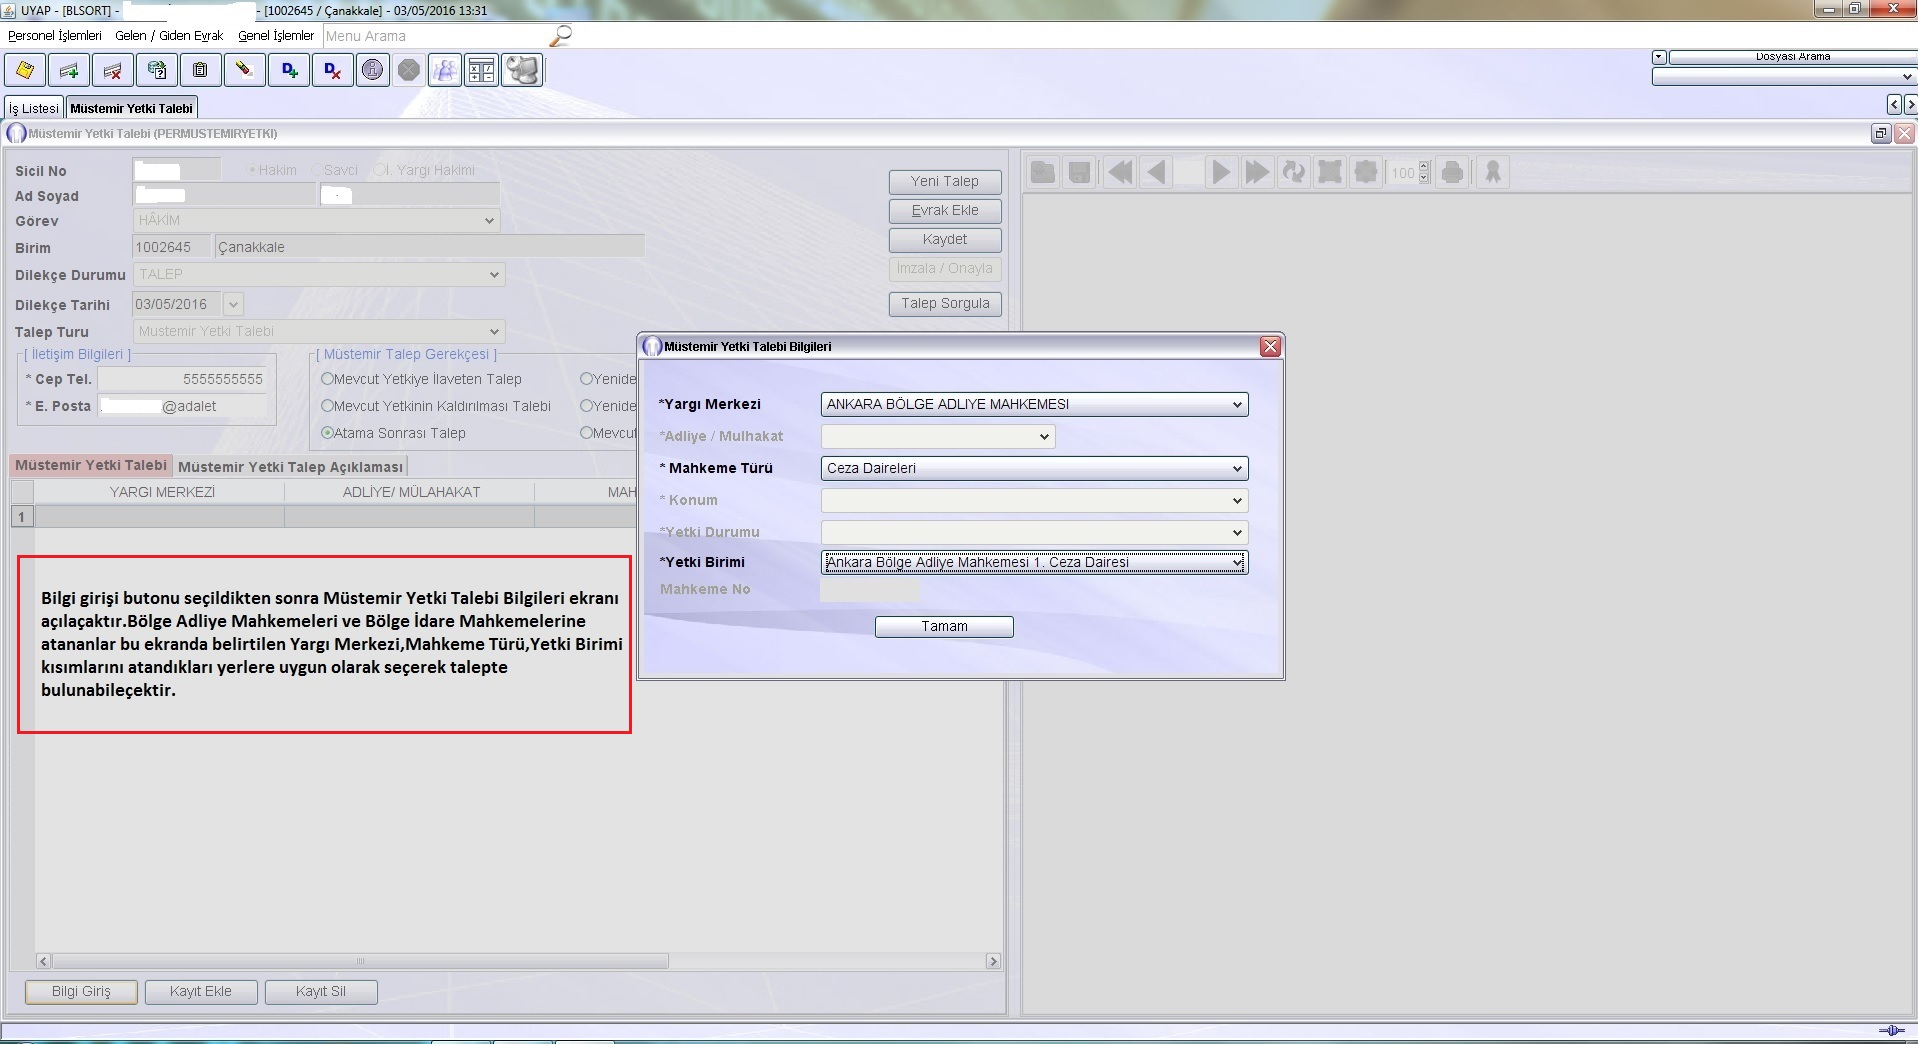 UYAP - [BLSORT] - - [1002645 / Çanakkale] - 03/05/2016 13:31
Personel İşlemleri Gelen / Giden Evrak Genel İşlemler Menu Arama
Dosyası Arama
İş Listesi Müstemir Yetki Talebi
Müstemir Yetki Talebi (PERMUSTEMIRYETKI)
Sicil No Hakim Savci I. Yargı Hakimi
Ad Soyad
Görev HÂKİM
Birim 1002645 Çanakkale
Dilekçe Durumu TALEP
Dilekçe Tarihi 03/05/2016
Talep Turu Mustemir Yetki Talebi
Yeni Talep
Evrak Ekle
Kaydet
İmzala / Onayla
Talep Sorgula
100
[ İletişim Bilgileri ]
* Cep Tel. 5555555555
* E. Posta @adalet
[ Müstemir Talep Gerekçesi ]
Mevcut Yetkiye İlaveten Talep Yenide
Mevcut Yetkinin Kaldırılması Talebi Yenide
Atama Sonrası Talep Mevcu
Müstemir Yetki Talebi Müstemir Yetki Talep Açıklaması
YARGI MERKEZİ ADLİYE/ MÜLAHAKAT MAH
1
Müstemir Yetki Talebi Bilgileri
*Yargı Merkezi ANKARA BÖLGE ADLIYE MAHKEMESI
*Adliye / Mulhakat
* Mahkeme Türü Ceza Daireleri
* Konum
*Yetki Durumu
*Yetki Birimi Ankara Bölge Adliye Mahkemesi 1. Ceza Dairesi
Mahkeme No
Tamam
Bilgi girişi butonu seçildikten sonra Müstemir Yetki Talebi Bilgileri ekranı
açılaçaktır.Bölge Adliye Mahkemeleri ve Bölge İdare Mahkemelerine
atananlar bu ekranda belirtilen Yargı Merkezi,Mahkeme Türü,Yetki Birimi
kısımlarını atandıkları yerlere uygun olarak seçerek talepte
bulunabileçektir.
Bilgi Giriş Kayıt Ekle Kayıt Sil